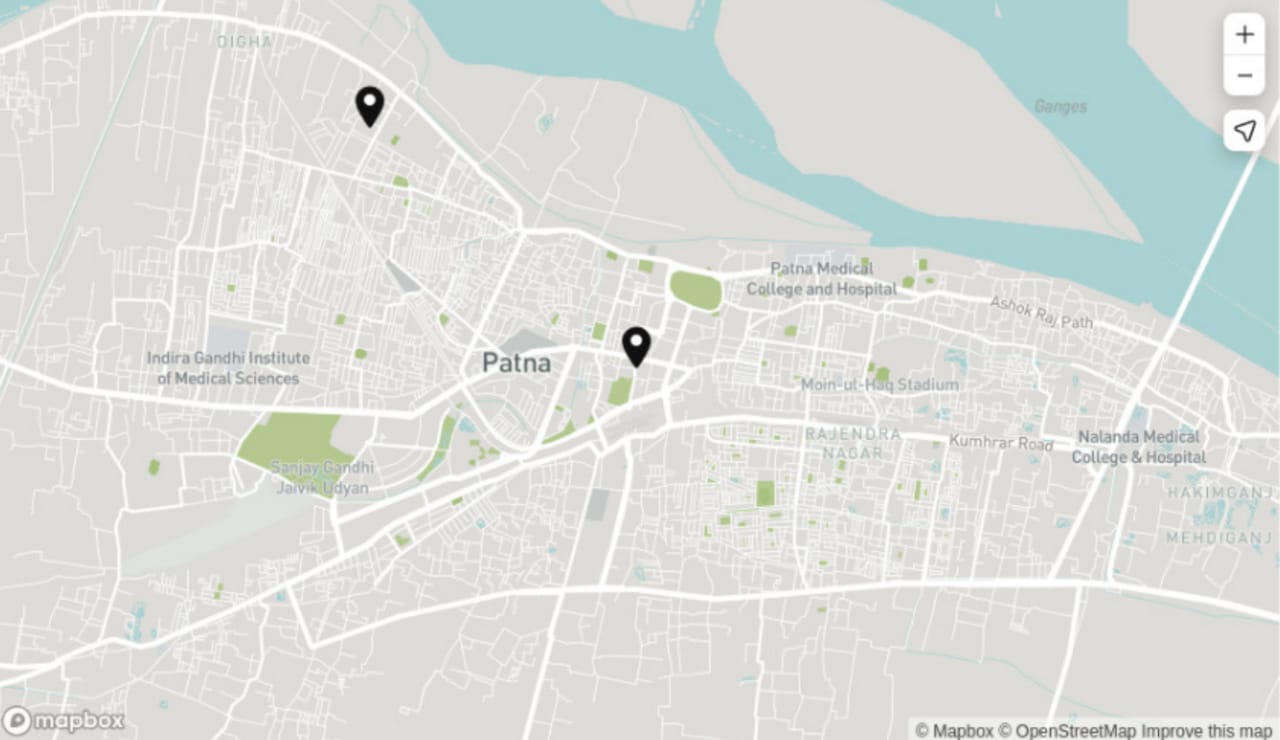 DIGHA
Ganges
Patna Medical
College and Hospital
Ashok Raj Path
Indira Gandhi Institute
of Medical Sciences
Patna
Moin-ul-Haq Stadium
RAJENDRA
NAGAR
Kumhrar Road
Nalanda Medical
College & Hospital
Sanjay Gandhi
Jaivik Udyan
HAKIMGANJ
MEHDIGANJ
mapbox
© Mapbox © OpenStreetMap Improve this map